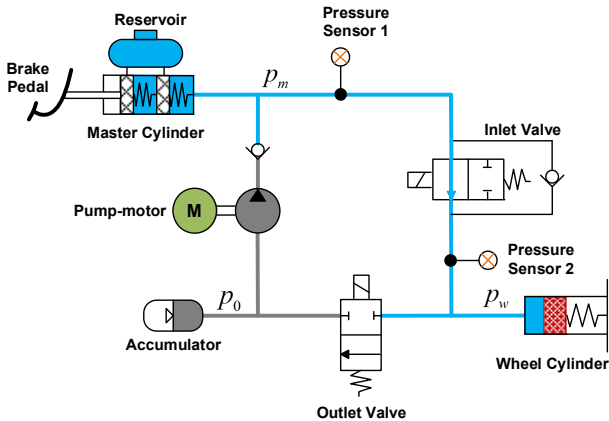 Reservoir
Pressure
Sensor 1
Brake
Pedal
p_m
Master Cylinder
Inlet Valve
Pump-motor
M
Pressure
Sensor 2
p_0
p_w
Accumulator
Wheel Cylinder
Outlet Valve